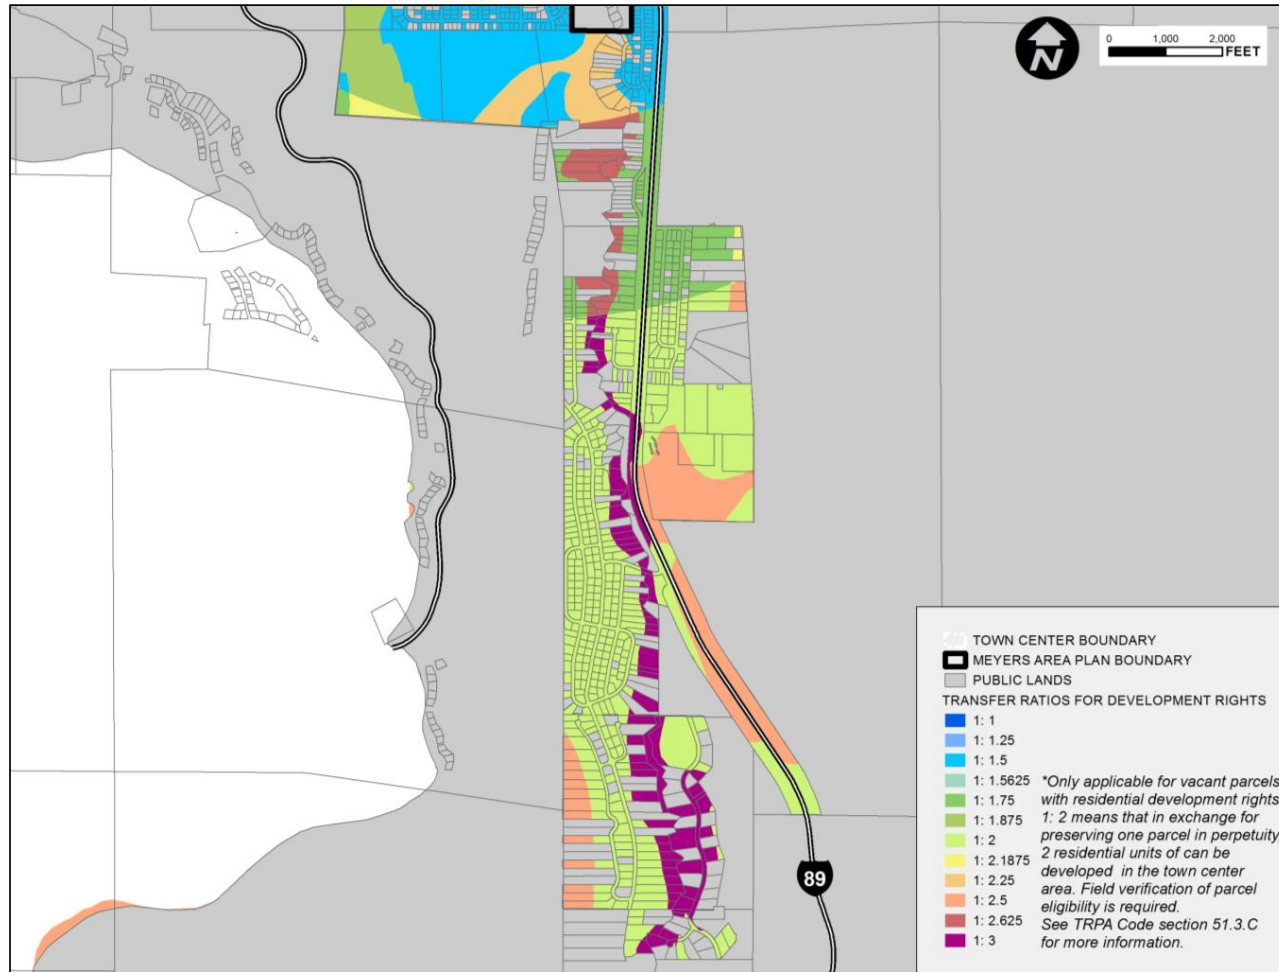 N
0 1,000 2,000
FEET
TOWN CENTER BOUNDARY
MEYERS AREA PLAN BOUNDARY
PUBLIC LANDS
TRANSFER RATIOS FOR DEVELOPMENT RIGHTS
1: 1
1: 1.25
1: 1.5
1: 1.5625
1: 1.75
1: 1.875
1: 2
1: 2.1875
1: 2.25
1: 2.5
1: 2.625
1: 3
*Only applicable for vacant parcels
with residential development rights
1: 2 means that in exchange for
preserving one parcel in perpetuity,
2 residential units of can be
developed in the town center
area. Field verification of parcel
eligibility is required.
See TRPA Code section 51.3.C
for more information.
89